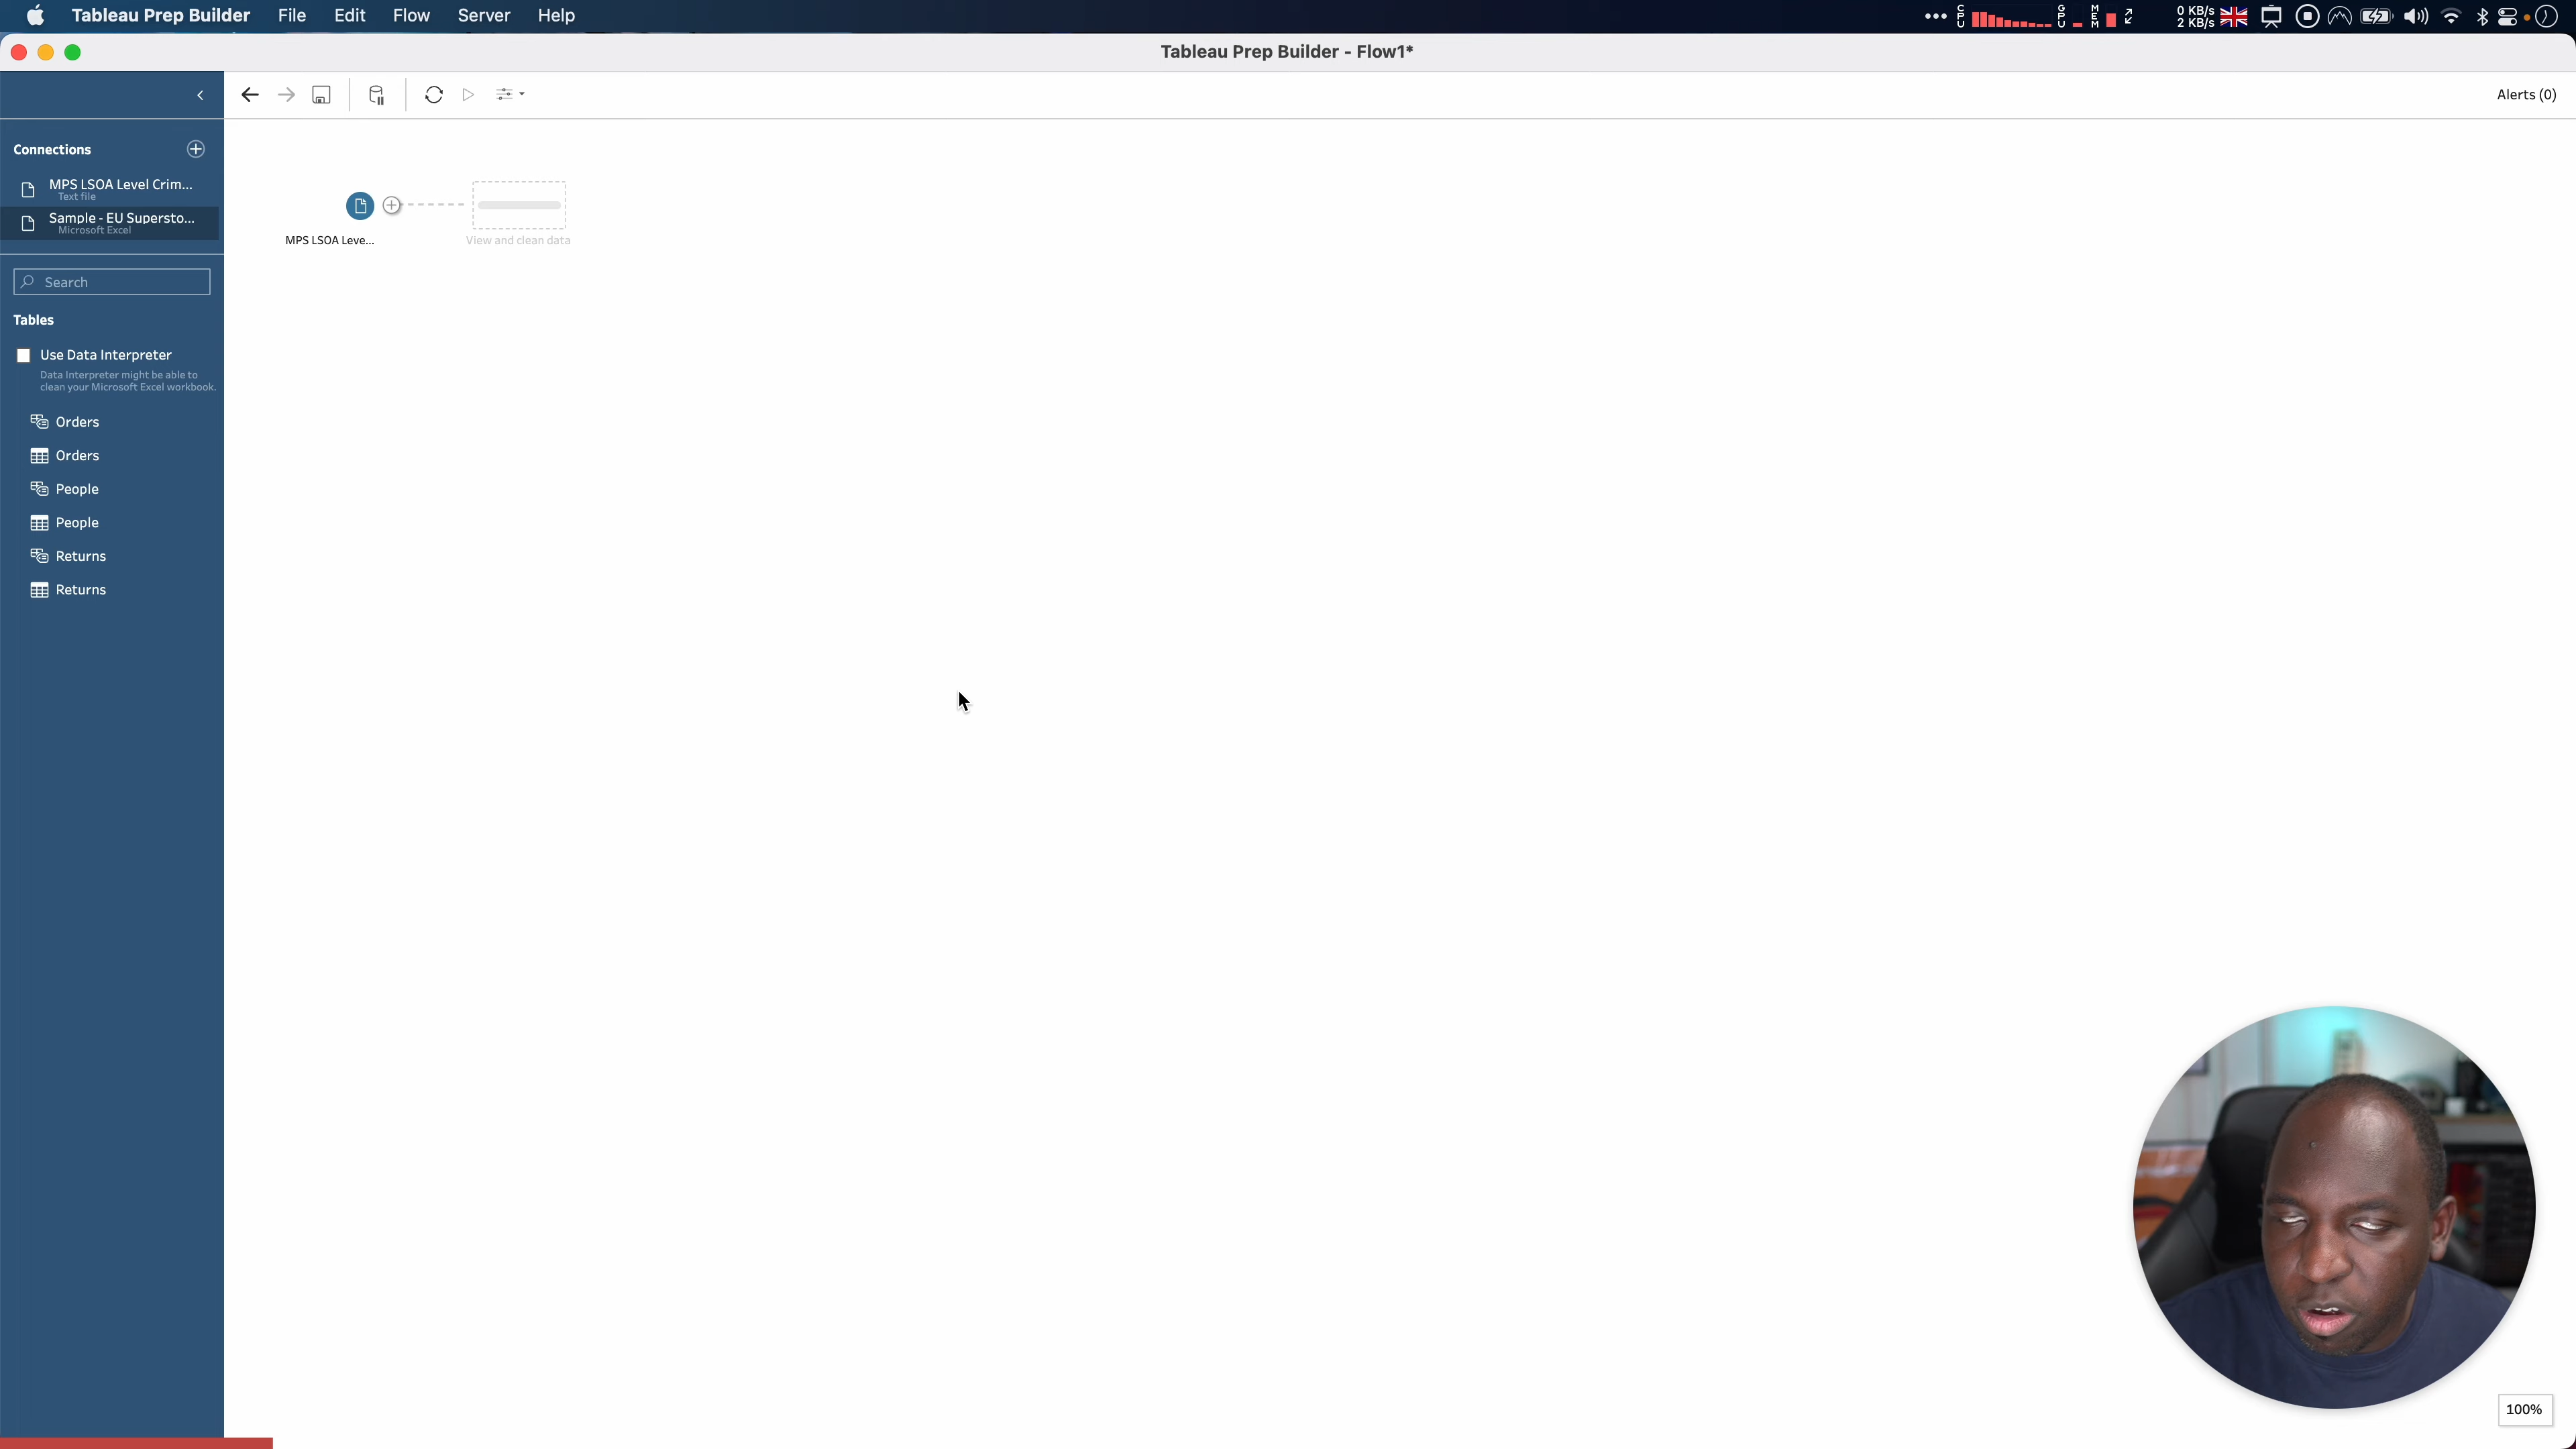 Tableau Prep Builder File Edit Flow Server Help
CPU GPU MEM 0 KB/s
2 KB/s
Tableau Prep Builder - Flow1*
Alerts (0)
Connections
MPS LSOA Level Crim...
Text file
Sample - EU Supersto...
Microsoft Excel
Search
Tables
Use Data Interpreter
Data Interpreter might be able to
clean your Microsoft Excel workbook.
Orders
Orders
People
People
Returns
Returns
MPS LSOA Leve...
View and clean data
100%